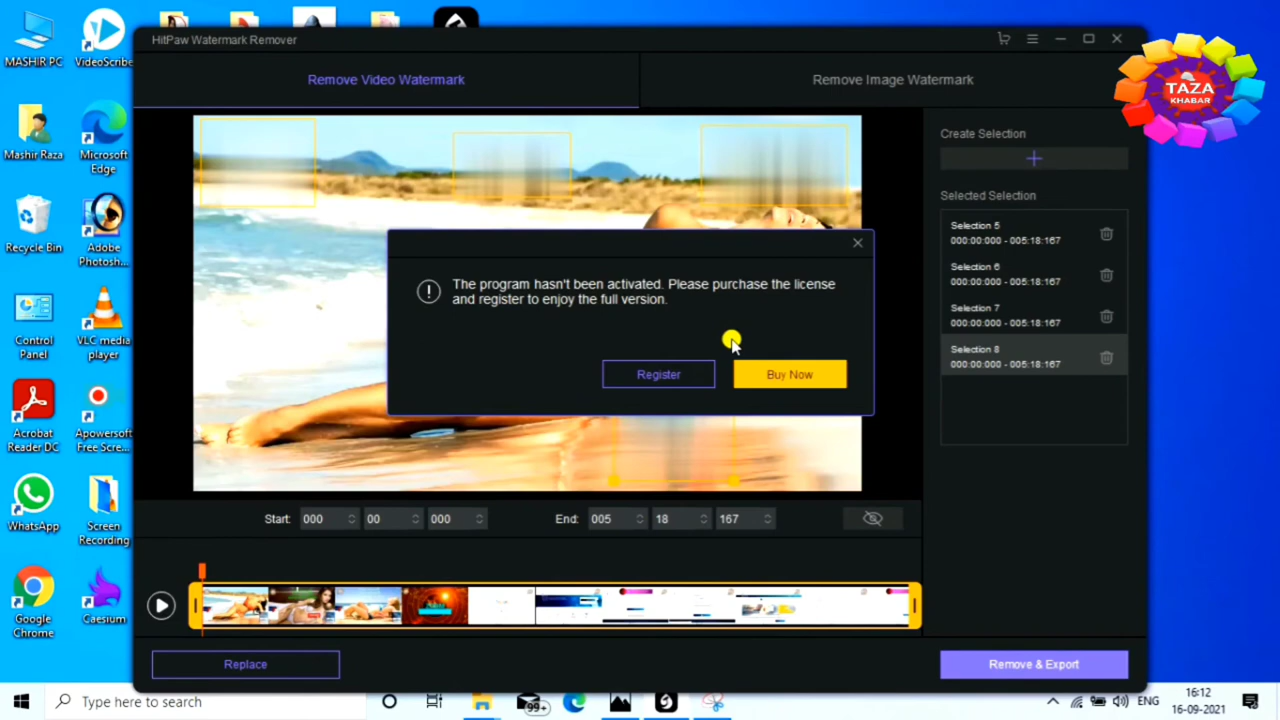 MASHIR PC
VideoScribe
Mashir Raza
Microsoft
Edge
Recycle Bin
Adobe
Photosh...
Control
Panel
VLC media
player
Acrobat
Reader DC
Apowersoft
Free Scre...
WhatsApp
Screen
Recording
Google
Chrome
Caesium
HitPaw Watermark Remover
Remove Video Watermark
Remove Image Watermark
TAZA
KHABAR
Create Selection
+
Selected Selection
Selection 5
000:00:000 - 005:18:167
Selection 6
000:00:000 - 005:18:167
Selection 7
000:00:000 - 005:18:167
Selection 8
000:00:000 - 005:18:167
The program hasn't been activated. Please purchase the license
and register to enjoy the full version.
Register
Buy Now
Start: 000 00 000 End: 005 18 167
Replace
Remove & Export
Type here to search
99+
ENG
16:12
16-09-2021